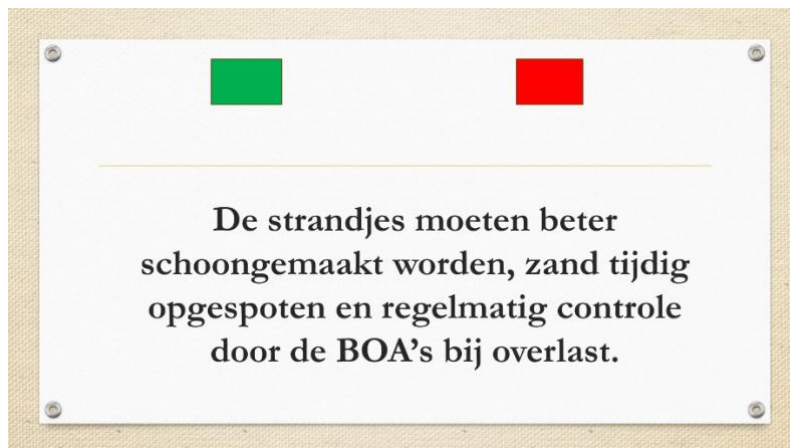 De strandjes moeten beter
schoongemaakt worden, zand tijdig
opgespoten en regelmatig controle
door de BOA’s bij overlast.